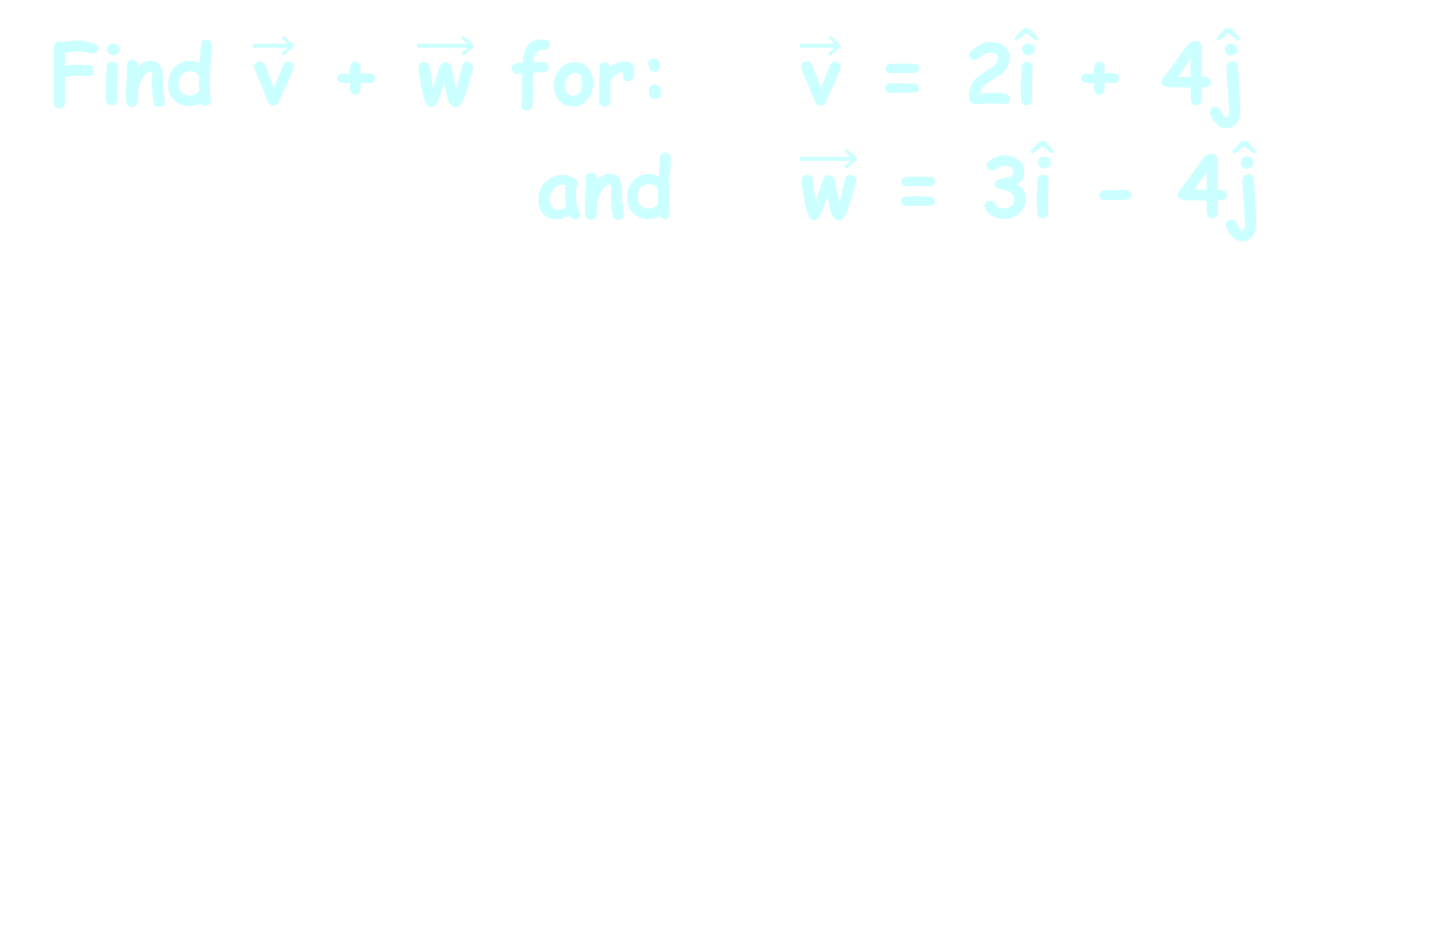 Find v⃗ + w⃗ for: v⃗ = 2î + 4ĵ
and w⃗ = 3î - 4ĵ